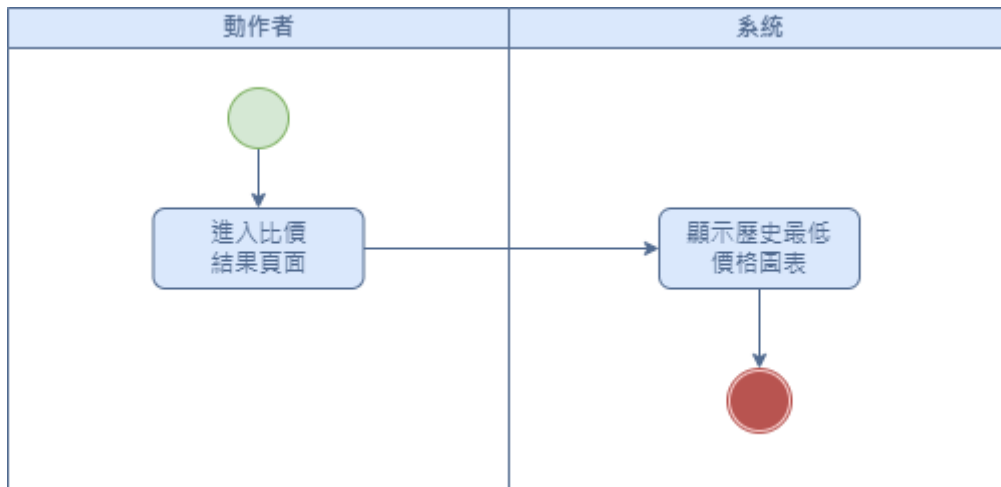 動作者
系統
進入比價
結果頁面
顯示歷史最低
價格圖表